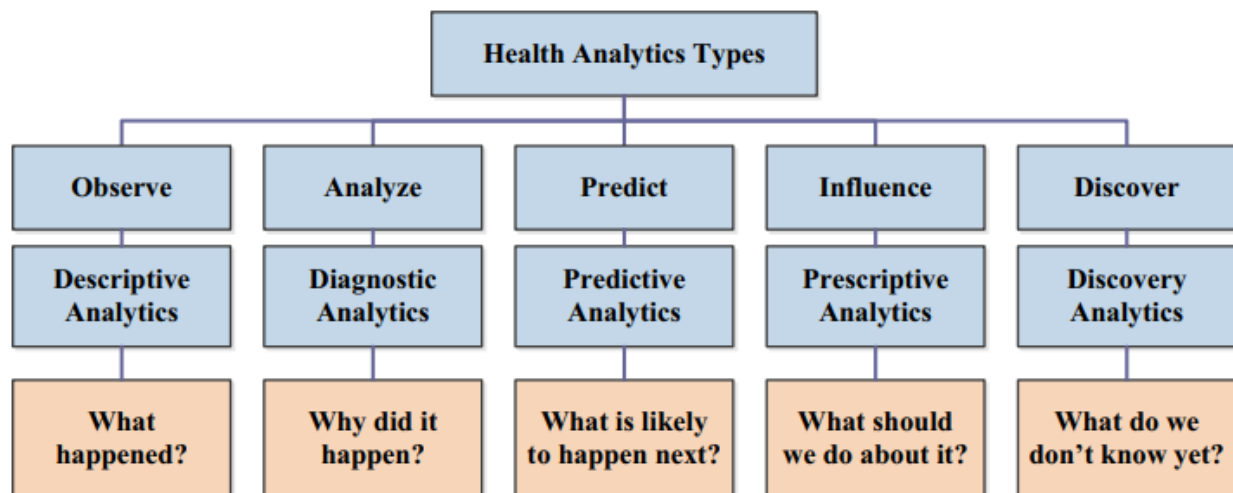 Health Analytics Types
Observe
Analyze
Predict
Influence
Discover
Descriptive
Analytics
Diagnostic
Analytics
Predictive
Analytics
Prescriptive
Analytics
Discovery
Analytics
What
happened?
Why did it
happen?
What is likely
to happen next?
What should
we do about it?
What do we
don’t know yet?